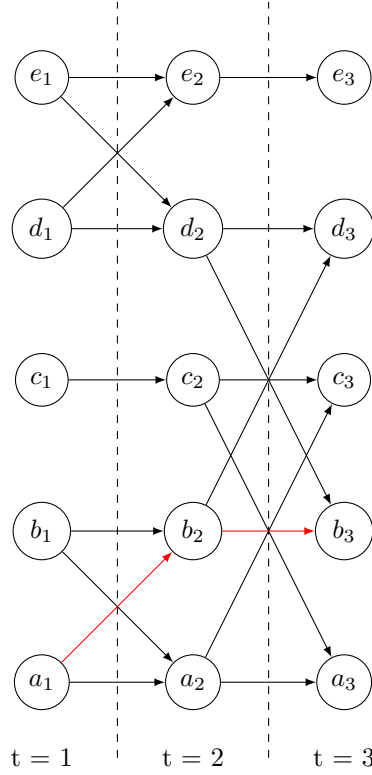 e₁ e₂ e₃
d₁ d₂ d₃
c₁ c₂ c₃
b₁ b₂ b₃
a₁ a₂ a₃
t = 1 t = 2 t = 3